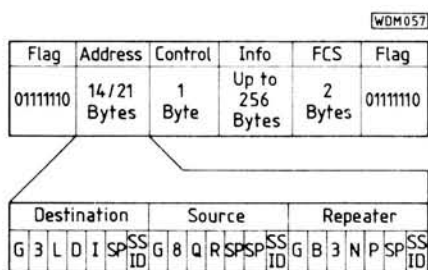 WDM057
Flag Address Control Info FCS Flag
01111110 14/21 Bytes 1 Byte Up to 256 Bytes 2 Bytes 01111110
Destination Source Repeater
G 3 L D I SP SS ID G 8 Q R SP SP SS ID G B 3 N P SP SS ID